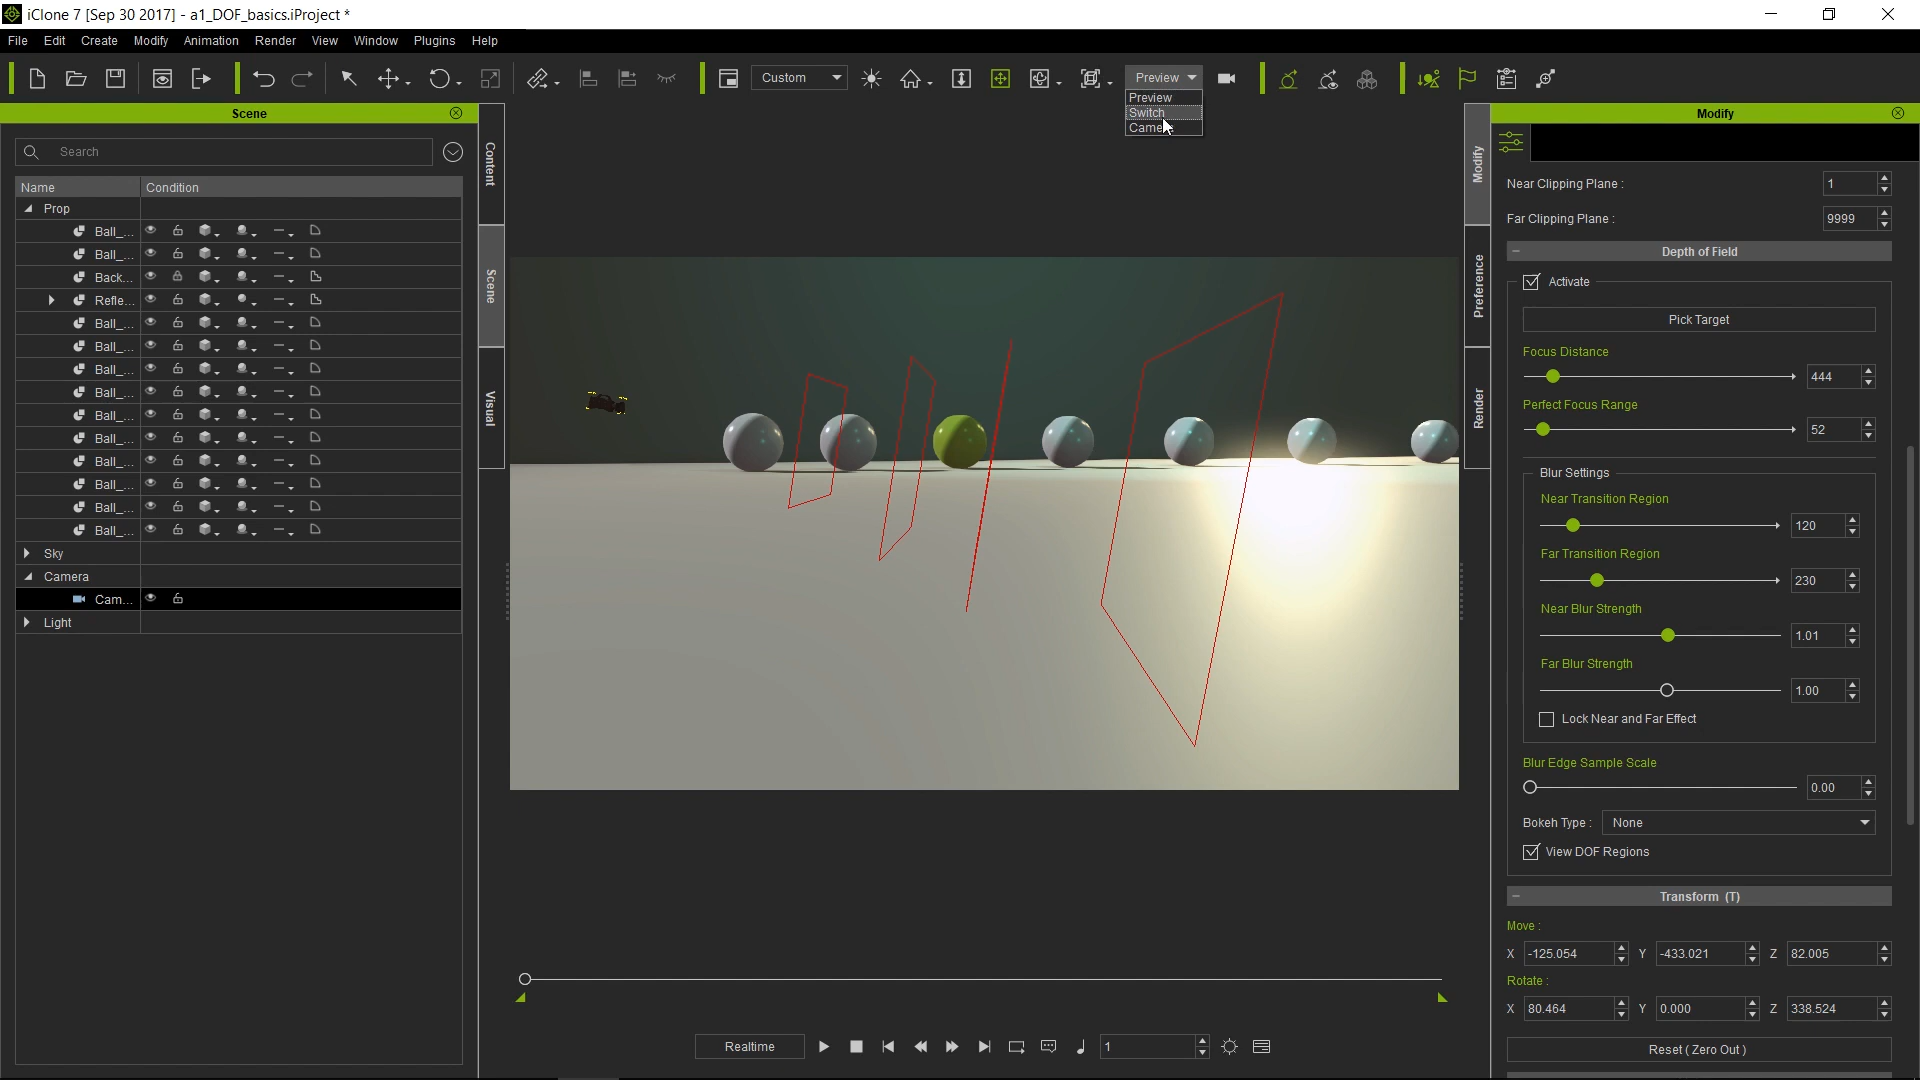 iClone 7 [Sep 30 2017] - a1_DOF_basics.iProject *
File Edit Create Modify Animation Render View Window Plugins Help
Custom
Preview
Preview
Switch
Camera
Scene
Search
Name Condition
Prop
Ball_...
Ball_...
Back...
Refle...
Ball_...
Ball_...
Ball_...
Ball_...
Ball_...
Ball_...
Ball_...
Ball_...
Ball_...
Ball_...
Sky
Camera
Cam...
Light
Content
Scene
Visual
Realtime
1
Modify
Preference
Render
Modify
Near Clipping Plane : 1
Far Clipping Plane : 9999
Depth of Field
Activate
Pick Target
Focus Distance
444
Perfect Focus Range
52
Blur Settings
Near Transition Region
120
Far Transition Region
230
Near Blur Strength
1.01
Far Blur Strength
1.00
Lock Near and Far Effect
Blur Edge Sample Scale
0.00
Bokeh Type : None
View DOF Regions
Transform (T)
Move :
X -125.054 Y -433.021 Z 82.005
Rotate :
X 80.464 Y 0.000 Z 338.524
Reset ( Zero Out )